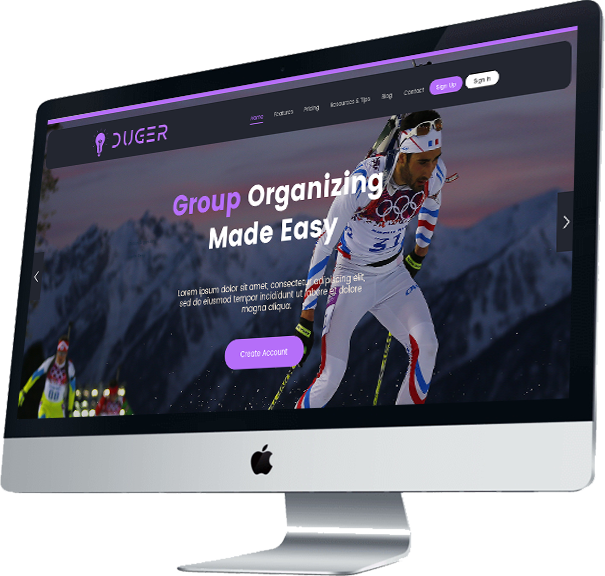 DUGER
Home Features Pricing Resources & Tips Blog Contact Sign Up Sign In
Group Organizing
Made Easy
Lorem ipsum dolor sit amet, consectetur adipiscing elit,
sed do eiusmod tempor incididunt ut labore et dolore
magna aliqua.
Create Account